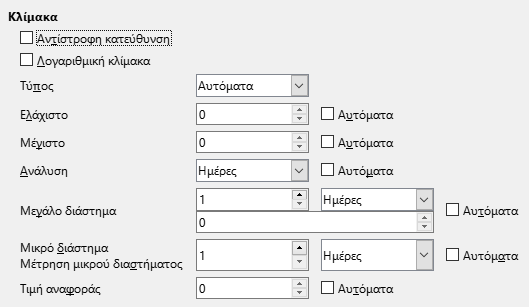 Κλίμακα
Αντίστροφη κατεύθυνση
Λογαριθμική κλίμακα
Τύπος Αυτόματα
Ελάχιστο 0 Αυτόματα
Μέγιστο 0 Αυτόματα
Ανάλυση Ημέρες Αυτόματα
1 Ημέρες
Μεγάλο διάστημα Αυτόματα
0
Μικρό διάστημα
Μέτρηση μικρού διαστήματος 1 Ημέρες Αυτόματα
Τιμή αναφοράς 0 Αυτόματα